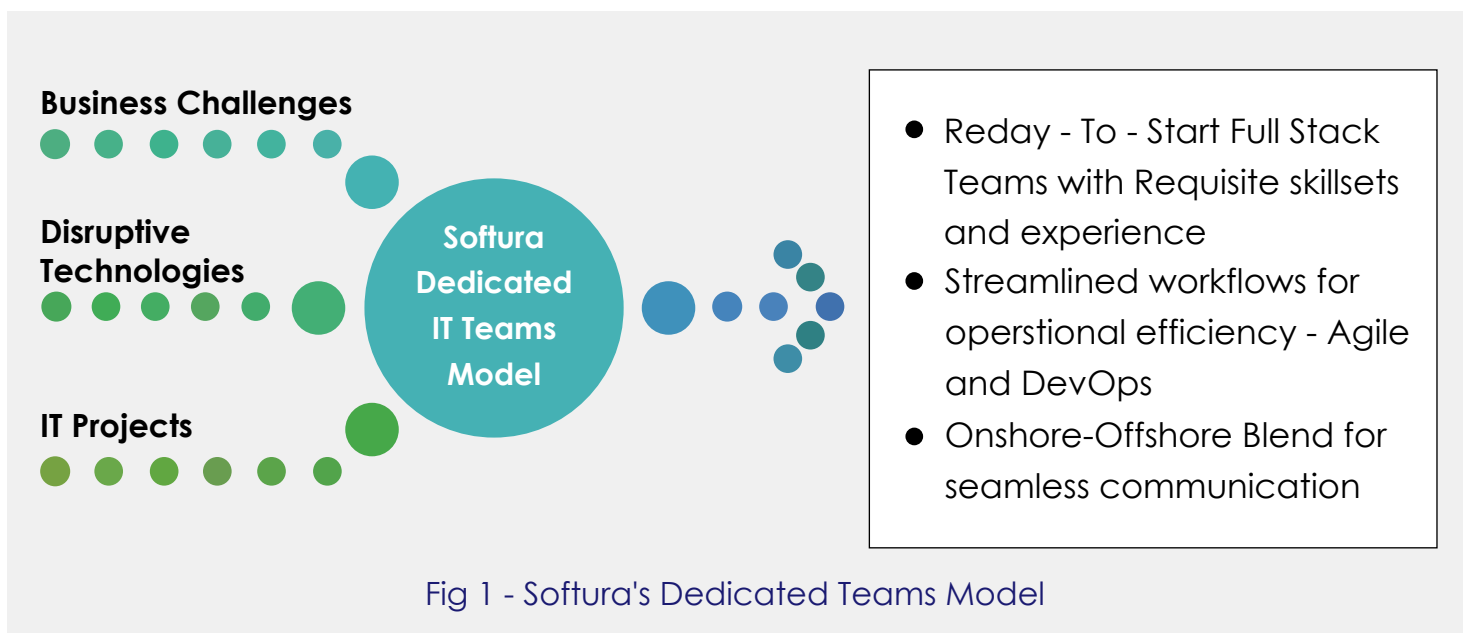 Business Challenges
Disruptive
Technologies
IT Projects
Softura
Dedicated
IT Teams
Model
● Reday - To - Start Full Stack
Teams with Requisite skillsets
and experience
● Streamlined workflows for
operstional efficiency - Agile
and DevOps
● Onshore-Offshore Blend for
seamless communication
Fig 1 - Softura's Dedicated Teams Model